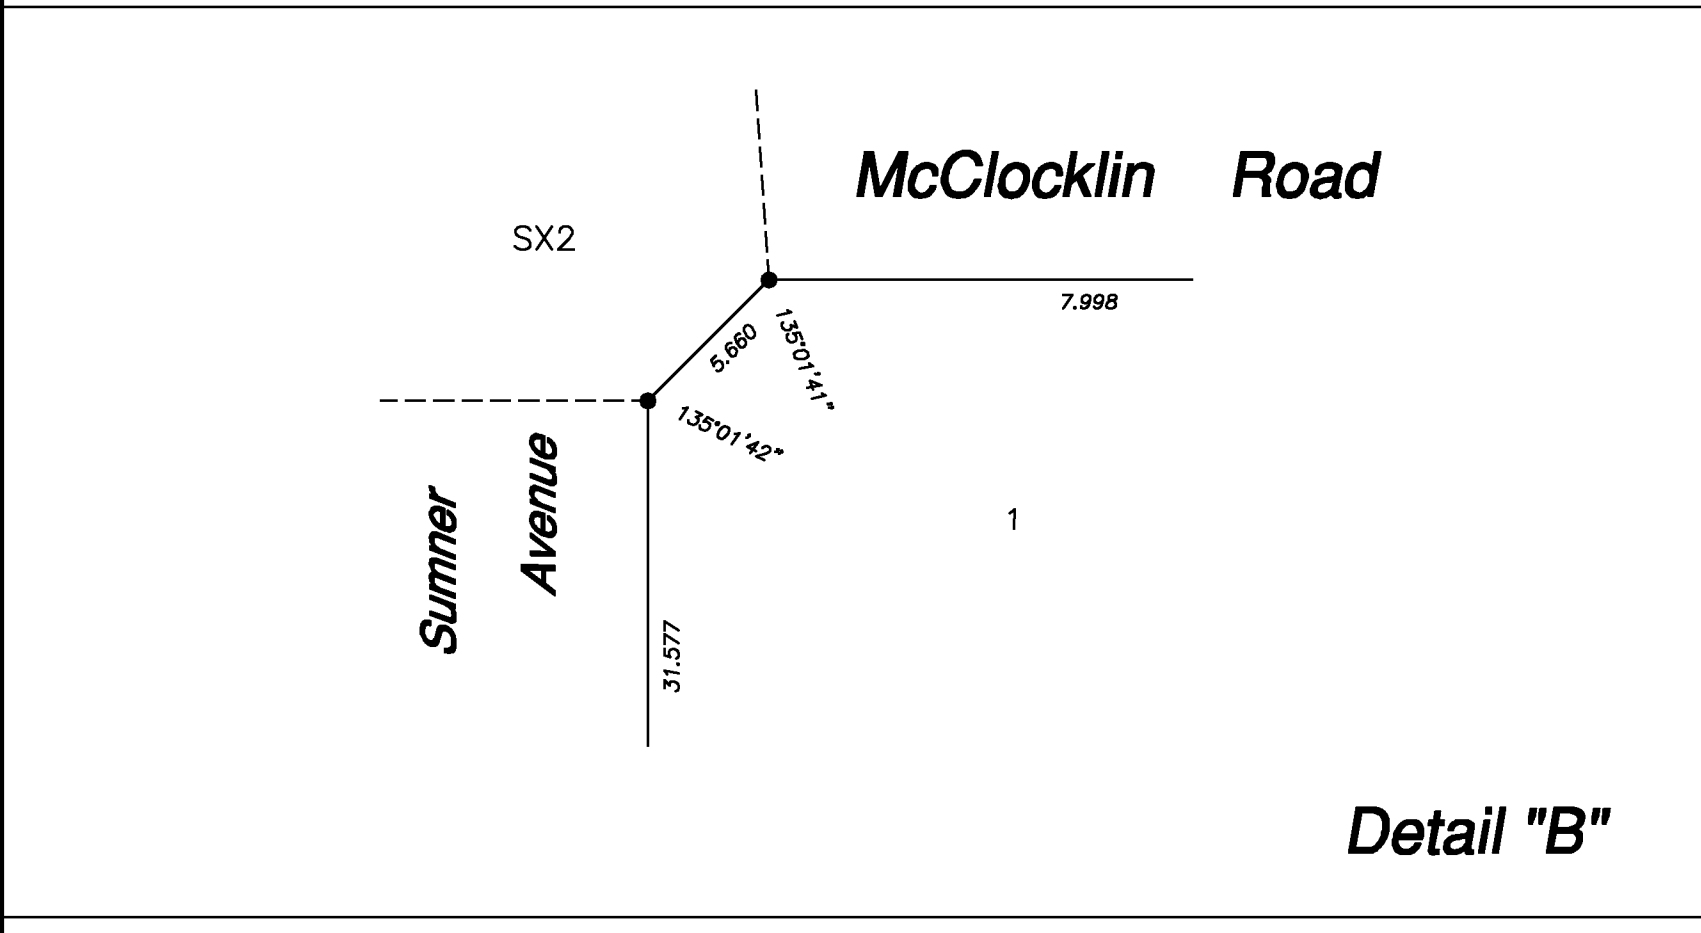 McClocklin Road
SX2
7.998
5.660
135°01'41"
135°01'42"
Sumner
Avenue
1
31.577
Detail "B"